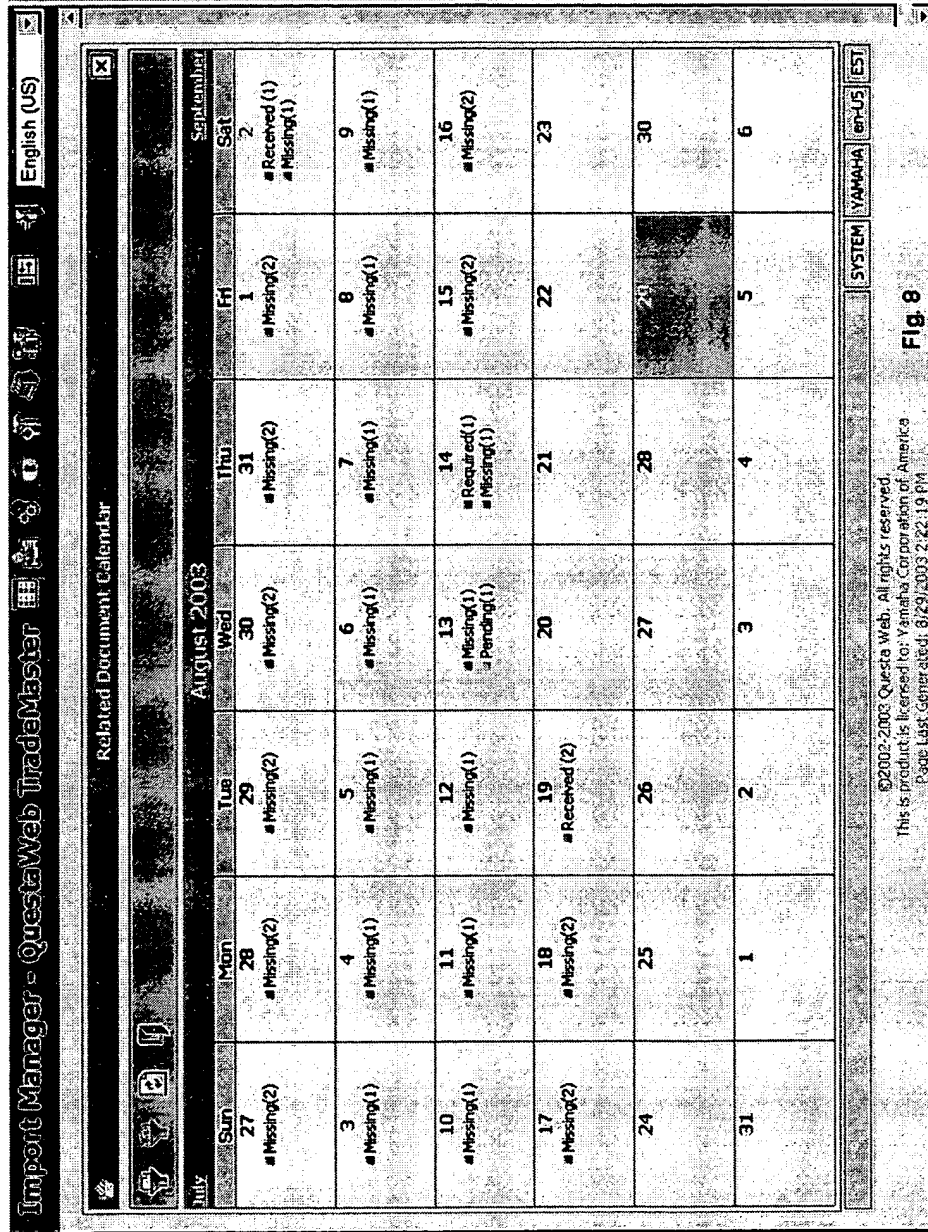 Import Manager - QuestaWeb TradeMaster English (US)
Related Document Calendar
July August 2003 September
Sun Mon Tue Wed Thu Fri Sat
27 28 29 30 31 1 2
Missing(2) Missing(2) Missing(2) Missing(2) Missing(2) Missing(2) Received (1)
Missing(1)
3 4 5 6 7 8 9
Missing(1) Missing(1) Missing(1) Missing(1) Missing(1) Missing(1) Missing(1)
10 11 12 13 14 15 16
Missing(1) Missing(1) Missing(1) Missing(1) Required(1) Missing(2) Missing(2)
Pending(1) Missing(1)
17 18 19 20 21 22 23
Missing(2) Missing(2) Received (2)
24 25 26 27 28 29 30
31 1 2 3 4 5 6
SYSTEM YAMAHA en-US EST
©2002-2003 Questa Web. All rights reserved.
This is product is licensed to: Yamaha Corporation of America
Page Last Generated: 8/29/2003 2:22:19 PM
Fig. 8